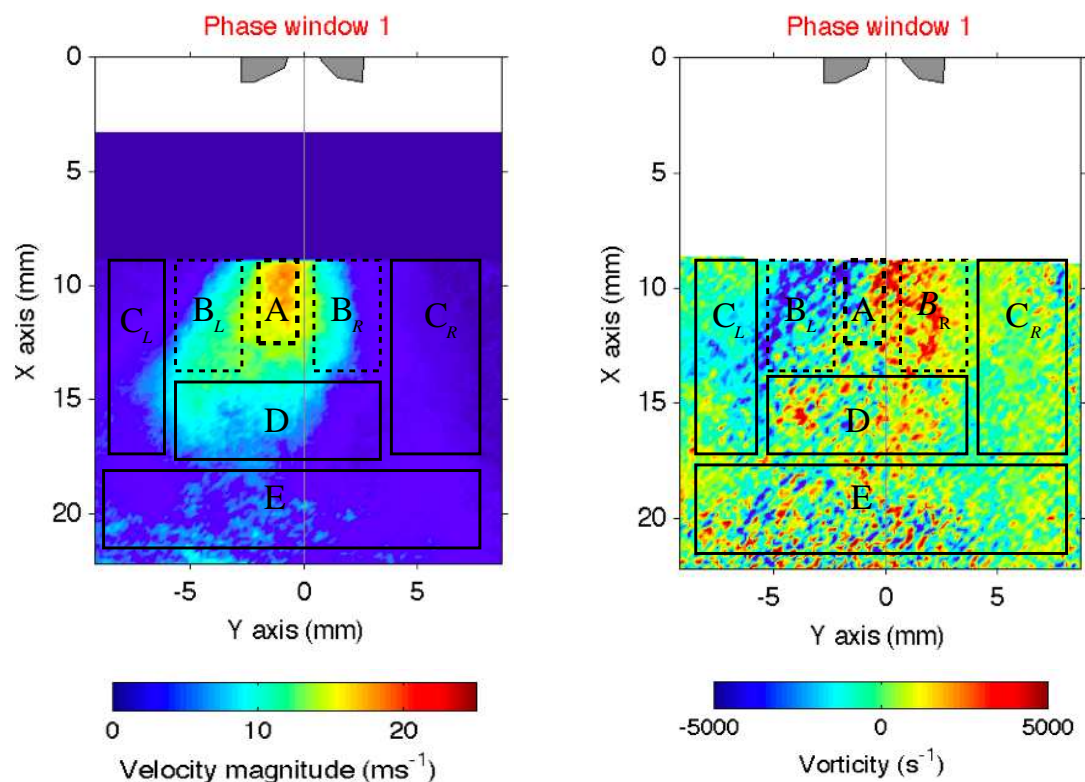 Phase window 1
0
5
10
15
20
X axis (mm)
C_L
B_L
A
B_R
C_R
D
E
-5 0 5
Y axis (mm)
0 10 20
Velocity magnitude (ms⁻¹)
Phase window 1
0
5
10
15
20
X axis (mm)
C_L
B_L
A
B_R
C_R
D
E
-5 0 5
Y axis (mm)
-5000 0 5000
Vorticity (s⁻¹)